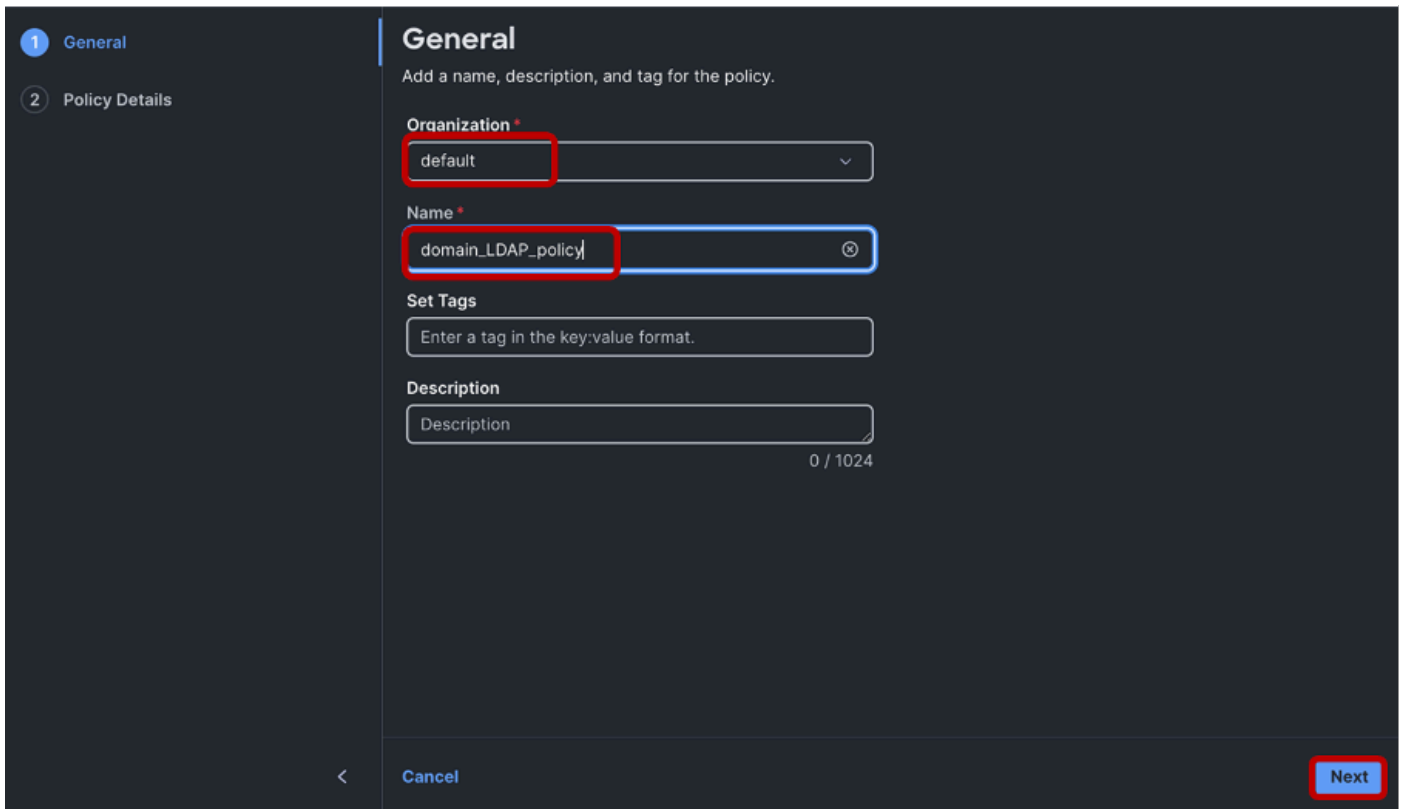 1 General
2 Policy Details
General
Add a name, description, and tag for the policy.
Organization *
default
Name *
domain_LDAP_policy
Set Tags
Enter a tag in the key:value format.
Description
Description
0 / 1024
Cancel
Next